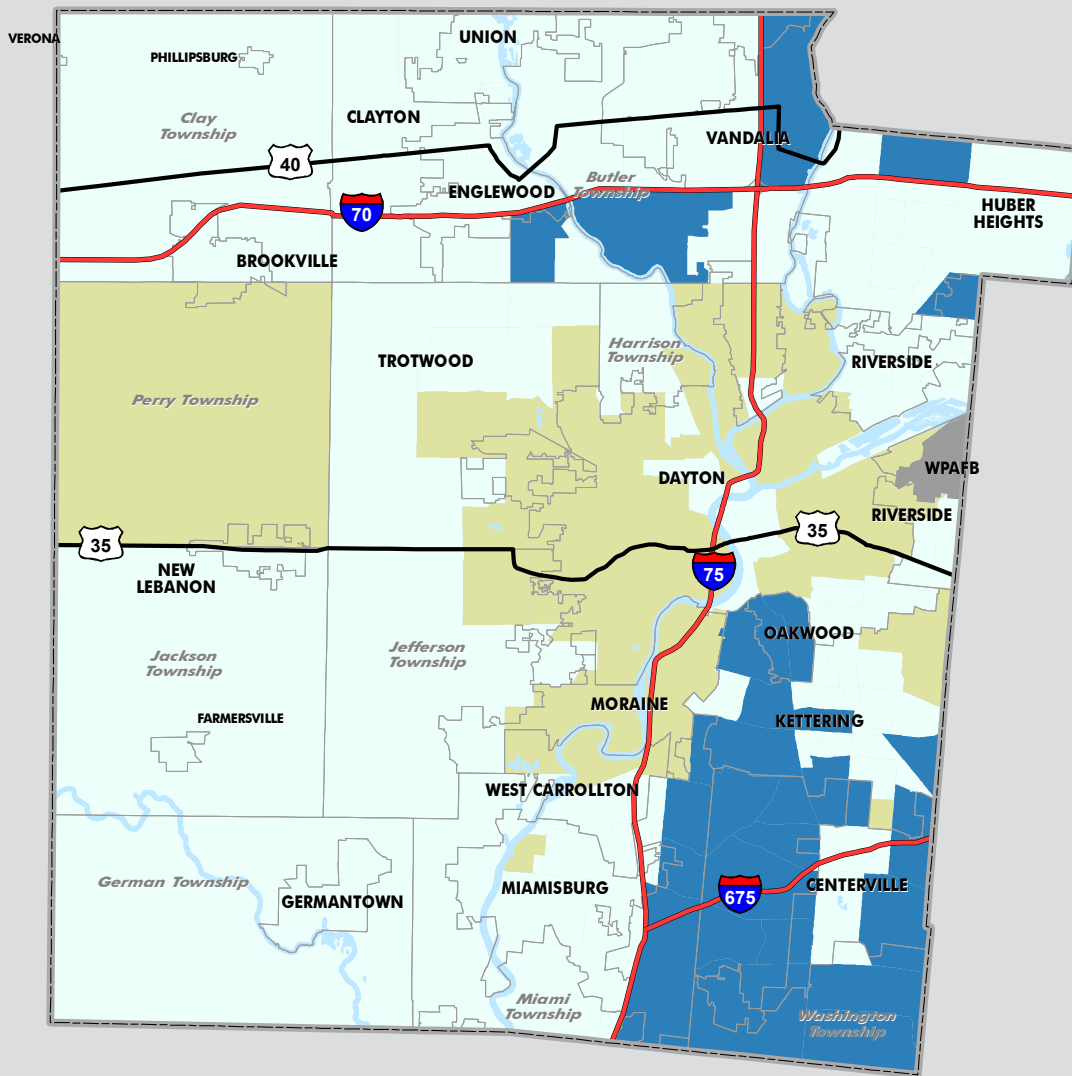 VERONA
UNION
PHILLIPSBURG
Clay
Township
CLAYTON
VANDALIA
40
Butler
Township
ENGLEWOOD
70
HUBER
HEIGHTS
BROOKVILLE
Harrison
Township
TROTWOOD
RIVERSIDE
Perry Township
DAYTON
WPAFB
RIVERSIDE
35
35
NEW
LEBANON
75
OAKWOOD
Jackson
Township
Jefferson
Township
MORAINE
FARMERSVILLE
KETTERING
WEST CARROLLTON
German Township
GERMANTOWN
MIAMISBURG
675
CENTERVILLE
Miami
Township
Washington
Township